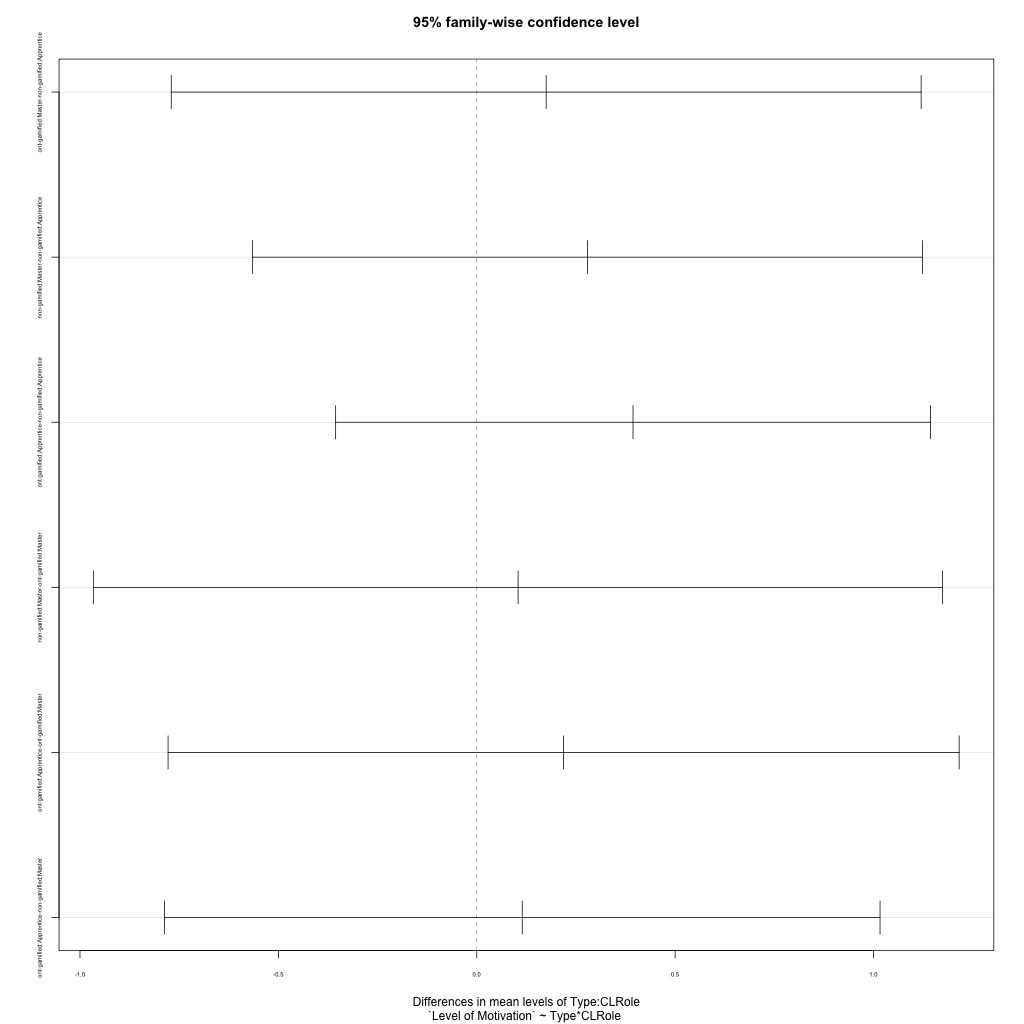 95% family-wise confidence level
ont-gamified:Master-non-gamified:Apprentice
non-gamified:Master-non-gamified:Apprentice
ont-gamified:Apprentice-non-gamified:Apprentice
non-gamified:Master-ont-gamified:Master
ont-gamified:Apprentice-ont-gamified:Master
ont-gamified:Apprentice-non-gamified:Master
-1.0 -0.5 0.0 0.5 1.0
Differences in mean levels of Type:CLRole
`Level of Motivation` ~ Type*CLRole